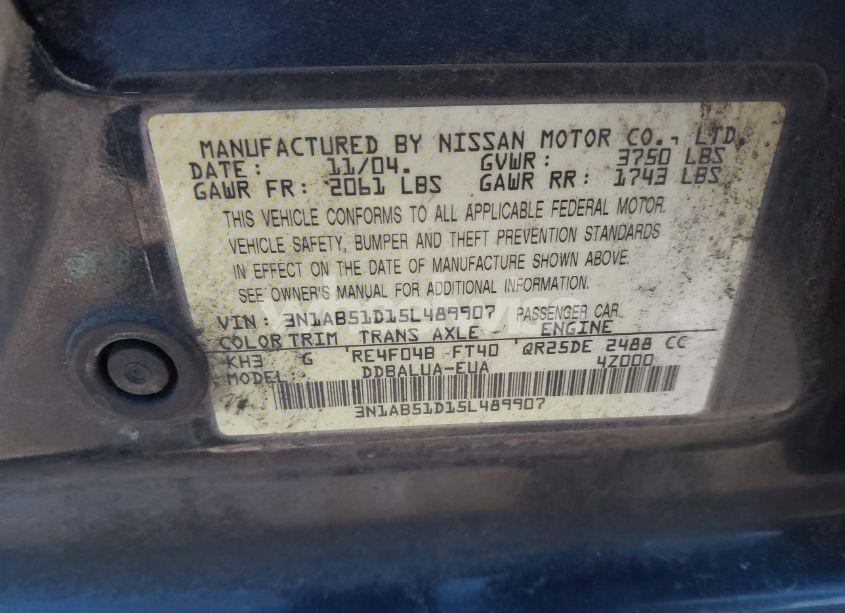 MANUFACTURED BY NISSAN MOTOR CO., LTD.
DATE: 11/04. GVWR: 3750 LBS
GAWR FR: 2061 LBS GAWR RR: 1743 LBS
THIS VEHICLE CONFORMS TO ALL APPLICABLE FEDERAL MOTOR
VEHICLE SAFETY, BUMPER AND THEFT PREVENTION STANDARDS
IN EFFECT ON THE DATE OF MANUFACTURE SHOWN ABOVE.
SEE OWNER'S MANUAL FOR ADDITIONAL INFORMATION.
VIN: 3N1AB51D15L489907 PASSENGER CAR
COLOR TRIM TRANS AXLE ENGINE
KH3 G RE4F04B FT40 QR25DE 2488 CC
MODEL: DDBALUA-EUA 4Z000
3N1AB51D15L489907